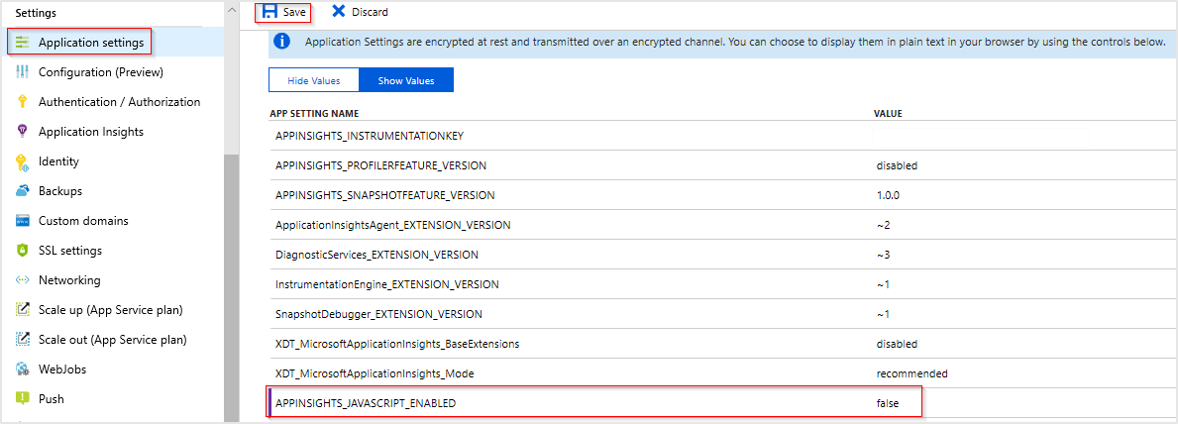 Settings
Application settings
Configuration (Preview)
Authentication / Authorization
Application Insights
Identity
Backups
Custom domains
SSL settings
Networking
Scale up (App Service plan)
Scale out (App Service plan)
WebJobs
Push
Save Discard
Application Settings are encrypted at rest and transmitted over an encrypted channel. You can choose to display them in plain text in your browser by using the controls below.
Hide Values Show Values
APP SETTING NAME VALUE
APPINSIGHTS_INSTRUMENTATIONKEY
APPINSIGHTS_PROFILERFEATURE_VERSION disabled
APPINSIGHTS_SNAPSHOTFEATURE_VERSION 1.0.0
ApplicationInsightsAgent_EXTENSION_VERSION ~2
DiagnosticServices_EXTENSION_VERSION ~3
InstrumentationEngine_EXTENSION_VERSION ~1
SnapshotDebugger_EXTENSION_VERSION ~1
XDT_MicrosoftApplicationInsights_BaseExtensions disabled
XDT_MicrosoftApplicationInsights_Mode recommended
APPINSIGHTS_JAVASCRIPT_ENABLED false